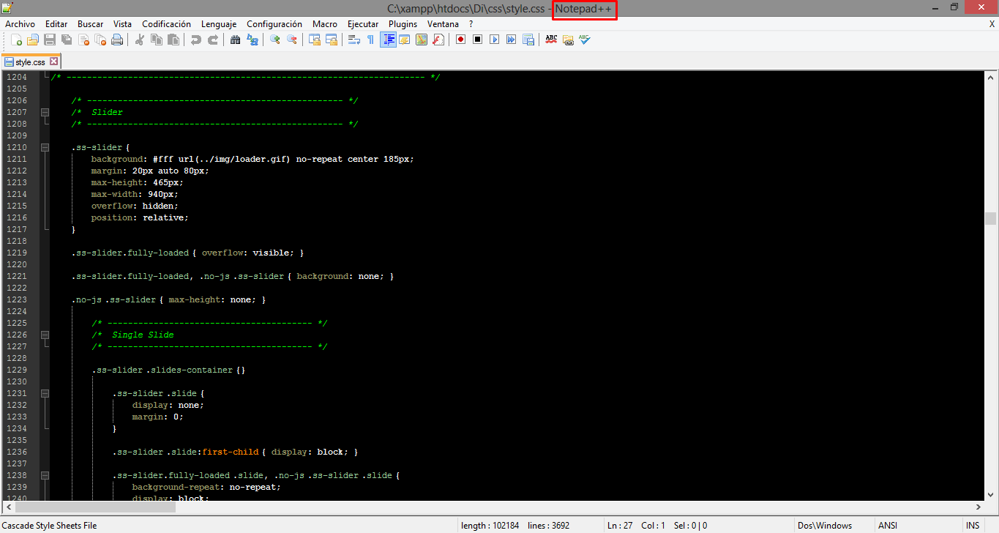 C:\xampp\htdocs\Di\css\style.css - Notepad++
Archivo Editar Buscar Vista Codificación Lenguaje Configuración Macro Ejecutar Plugins Ventana ? X
style.css
1204 /* ---------------------------------------------------------------------- */
1205
1206 /* -------------------------------------------------- */
1207 /* Slider
1208 /* -------------------------------------------------- */
1209
1210 .ss-slider {
1211 background: #fff url(../img/loader.gif) no-repeat center 185px;
1212 margin: 20px auto 80px;
1213 max-height: 465px;
1214 max-width: 940px;
1215 overflow: hidden;
1216 position: relative;
1217 }
1218
1219 .ss-slider.fully-loaded { overflow: visible; }
1220
1221 .ss-slider.fully-loaded, .no-js .ss-slider { background: none; }
1222
1223 .no-js .ss-slider { max-height: none; }
1224
1225 /* ---------------------------------------- */
1226 /* Single Slide
1227 /* ---------------------------------------- */
1228
1229 .ss-slider .slides-container {}
1230
1231 .ss-slider .slide {
1232 display: none;
1233 margin: 0;
1234 }
1235
1236 .ss-slider .slide:first-child { display: block; }
1237
1238 .ss-slider.fully-loaded .slide, .no-js .ss-slider .slide {
1239 background-repeat: no-repeat;
1240 display: block;
Cascade Style Sheets File length : 102184 lines : 3692 Ln : 27 Col : 1 Sel : 0 | 0 Dos\Windows ANSI INS